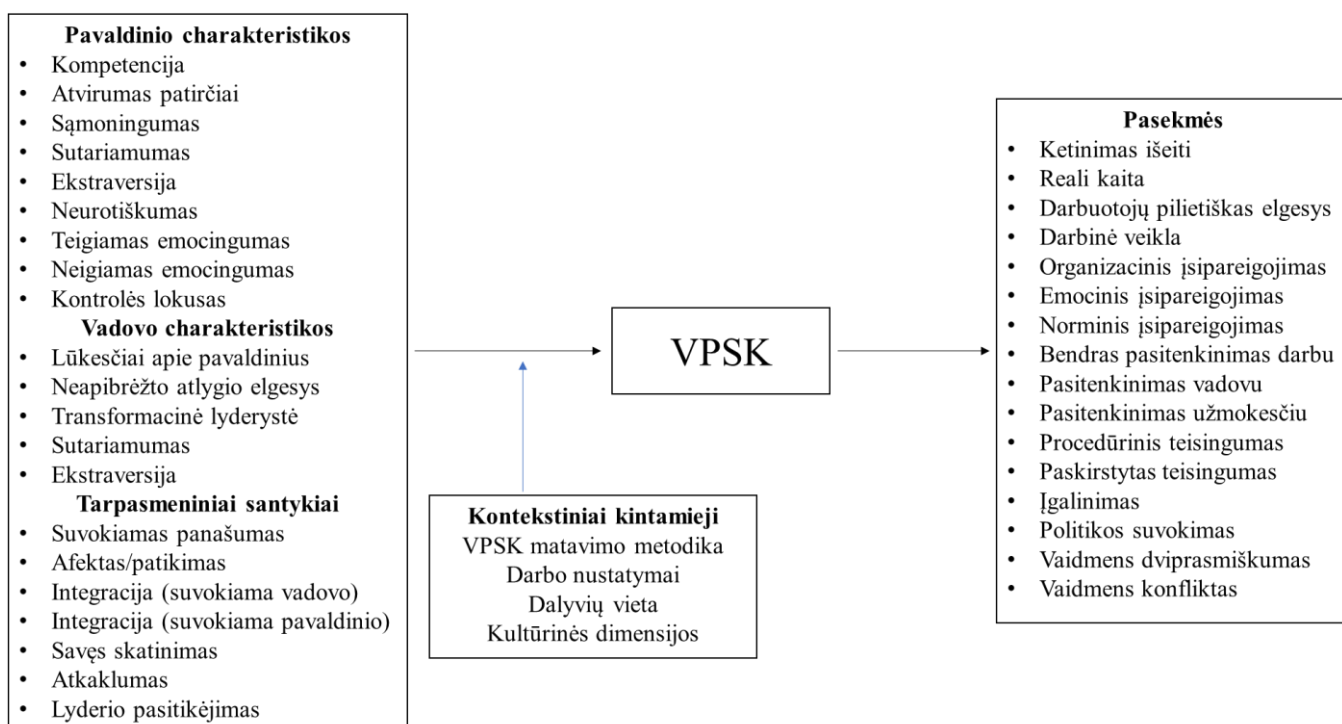 Pavaldinio charakteristikos
• Kompetencija
• Atvirumas patirčiai
• Sąmoningumas
• Sutariamumas
• Ekstraversija
• Neurotiškumas
• Teigiamas emocingumas
• Neigiamas emocingumas
• Kontrolės lokusas
Vadovo charakteristikos
• Lūkesčiai apie pavaldinius
• Neapibrėžto atlygio elgesys
• Transformacinė lyderystė
• Sutariamumas
• Ekstraversija
Tarpasmeniniai santykiai
• Suvokiamas panašumas
• Afektas/patikimas
• Integracija (suvokiama vadovo)
• Integracija (suvokiama pavaldinio)
• Savęs skatinimas
• Atkaklumas
• Lyderio pasitikėjimas
VPSK
Kontekstiniai kintamieji
VPSK matavimo metodika
Darbo nustatymai
Dalyvių vieta
Kultūrinės dimensijos
Pasekmės
• Ketinimas išeiti
• Reali kaita
• Darbuotojų pilietiškas elgesys
• Darbinė veikla
• Organizacinis įsipareigojimas
• Emocinis įsipareigojimas
• Norminis įsipareigojimas
• Bendras pasitenkinimas darbu
• Pasitenkinimas vadovu
• Pasitenkinimas užmokesčiu
• Procedūrinis teisingumas
• Paskirstytas teisingumas
• Įgalinimas
• Politikos suvokimas
• Vaidmens dviprasmiškumas
• Vaidmens konfliktas